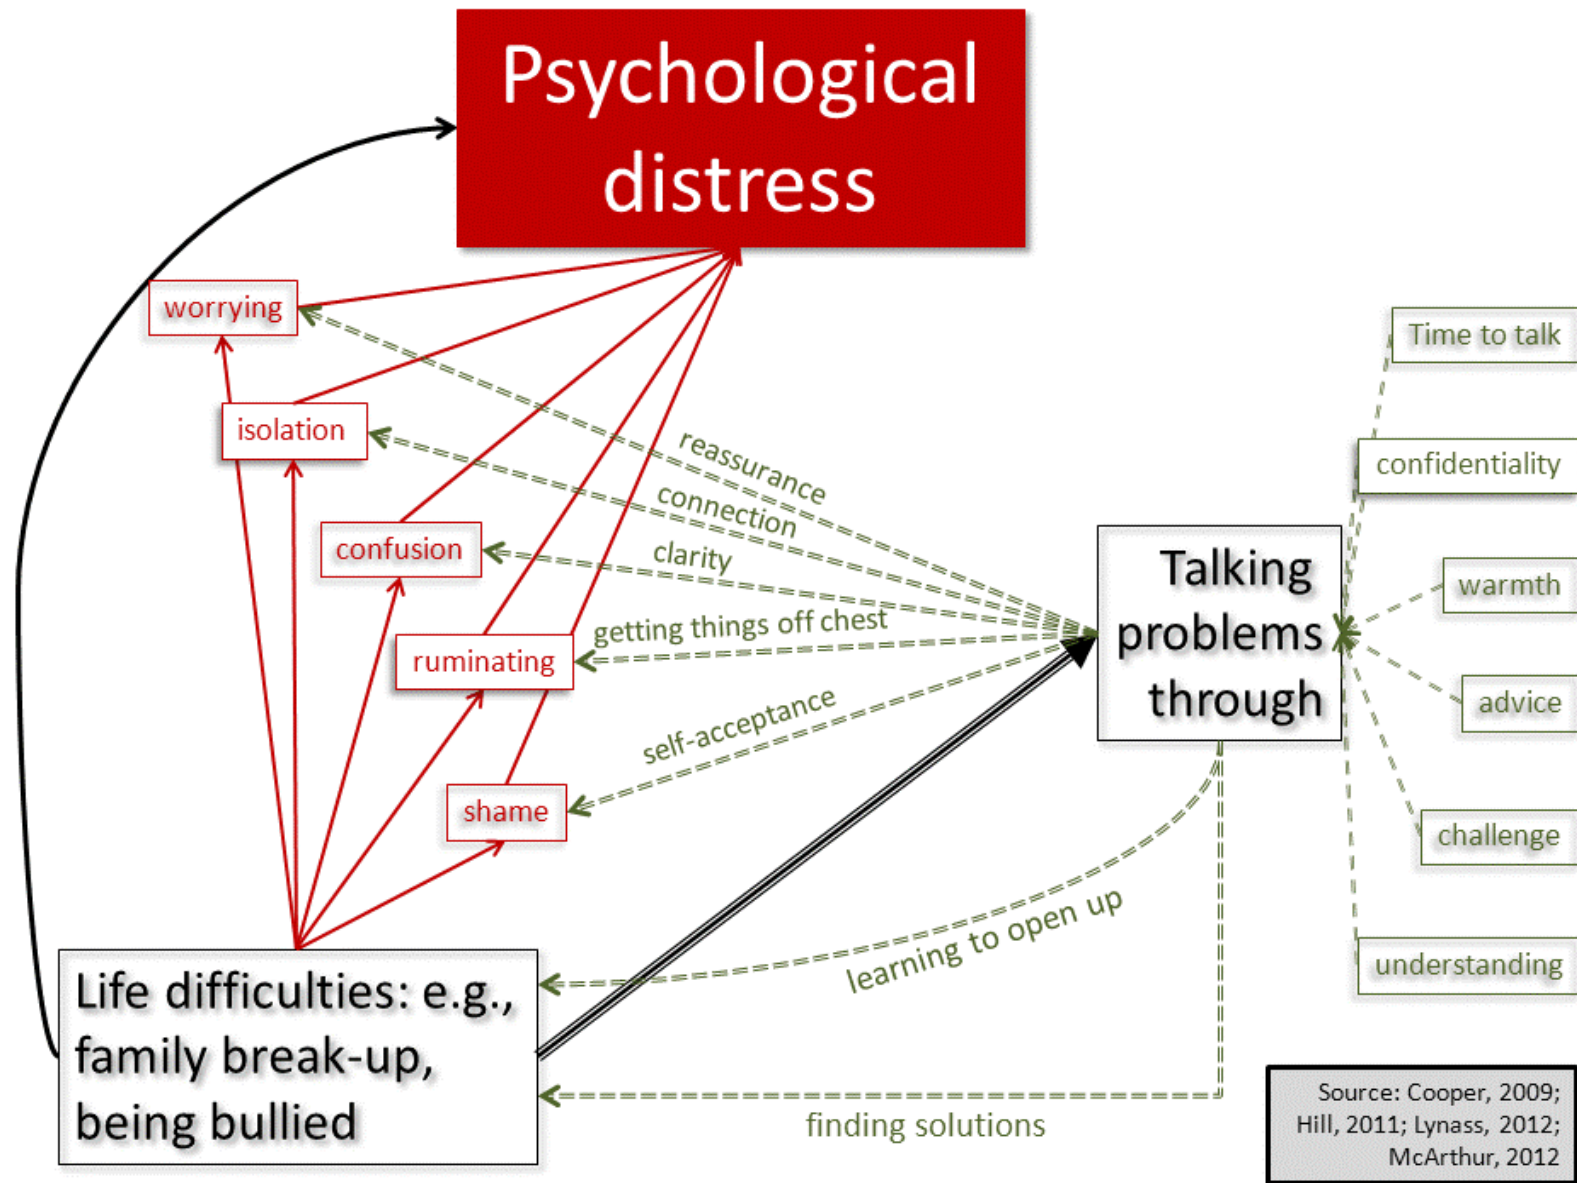 Psychological
distress
worrying
isolation
confusion
ruminating
shame
reassurance
connection
clarity
getting things off chest
self-acceptance
Talking
problems
through
Time to talk
confidentiality
warmth
advice
challenge
understanding
learning to open up
finding solutions
Life difficulties: e.g.,
family break-up,
being bullied
Source: Cooper, 2009;
Hill, 2011; Lynass, 2012;
McArthur, 2012